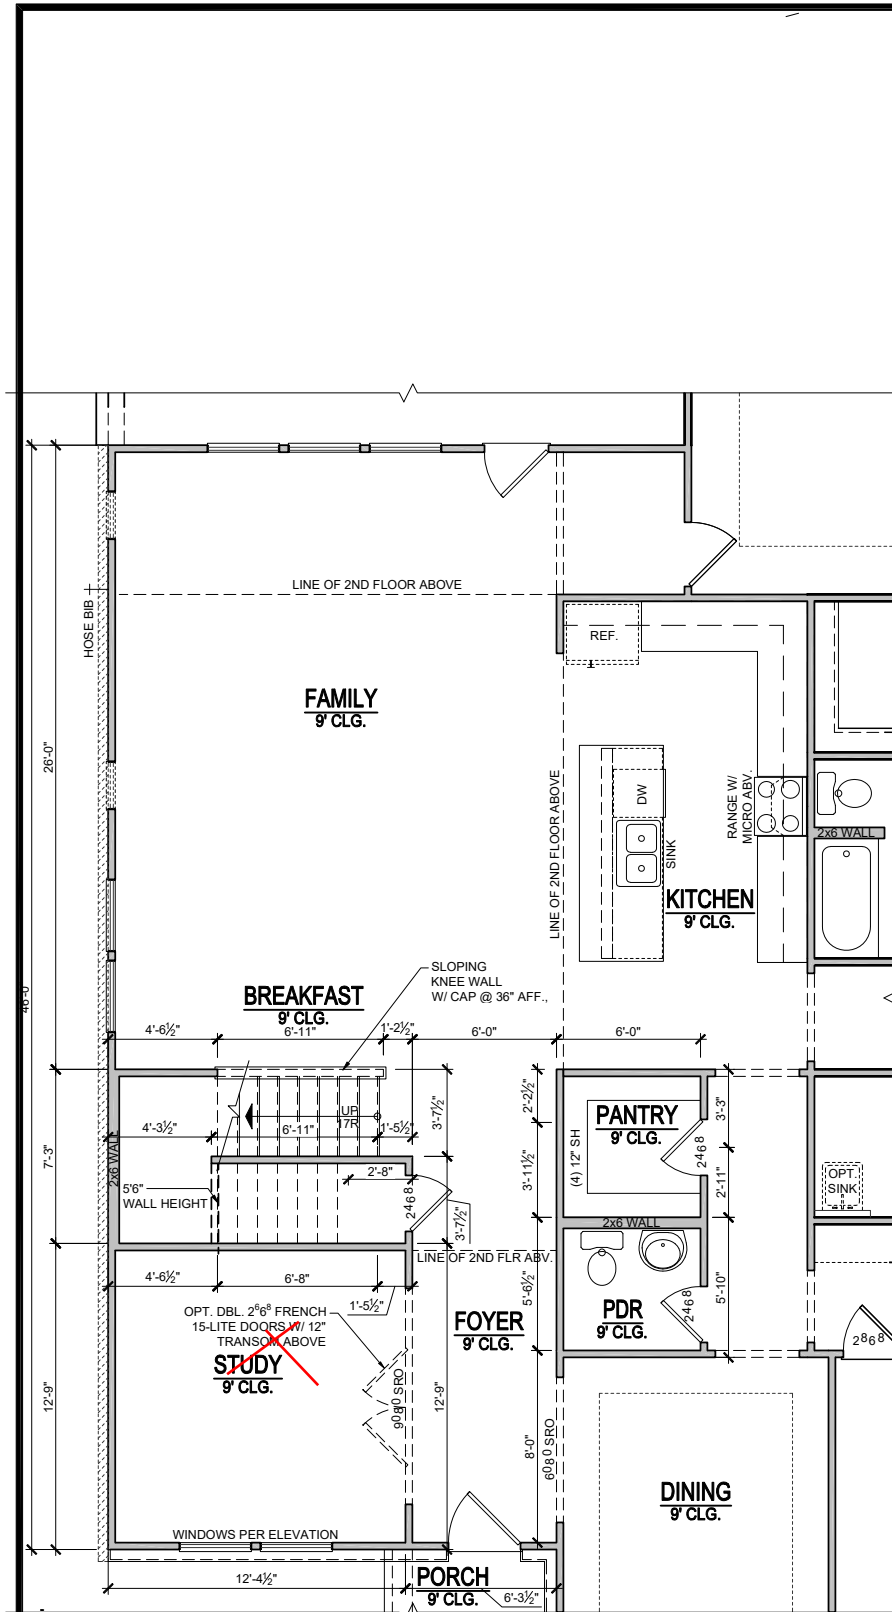 LINE OF 2ND FLOOR ABOVE
HOSE BIB
REF.
FAMILY
9' CLG.
26'-0"
LINE OF 2ND FLOOR ABOVE
DW
SINK
RANGE W/
MICRO ABV.
2x6 WALL
KITCHEN
9' CLG.
SLOPING
KNEE WALL
W/ CAP @ 36" AFF.,
BREAKFAST
9' CLG.
4'-6½"
6'-11"
1'-2½"
6'-0"
6'-0"
UP
17R
4'-3½"
6'-11"
1'-5½"
3'-7½"
2'-2½"
PANTRY
9' CLG.
3'-3"
(4) 12" SH
2468
3'-11½"
2'-11"
7'-3"
2x6 WALL
5'6"
WALL HEIGHT
2'-8"
2468
3'-7½"
OPT.
SINK
2x6 WALL
LINE OF 2ND FLR ABV.
4'-6½"
6'-8"
1'-5½"
5'-6½"
5'-10"
OPT. DBL. 2⁶6⁸ FRENCH
15-LITE DOORS W/ 12"
TRANSOM ABOVE
STUDY
9' CLG.
FOYER
9' CLG.
PDR
9' CLG.
2468
2868
12'-9"
9080 SRO
12'-9"
8'-0"
6080 SRO
DINING
9' CLG.
WINDOWS PER ELEVATION
12'-4½"
PORCH
9' CLG.
6'-3½"